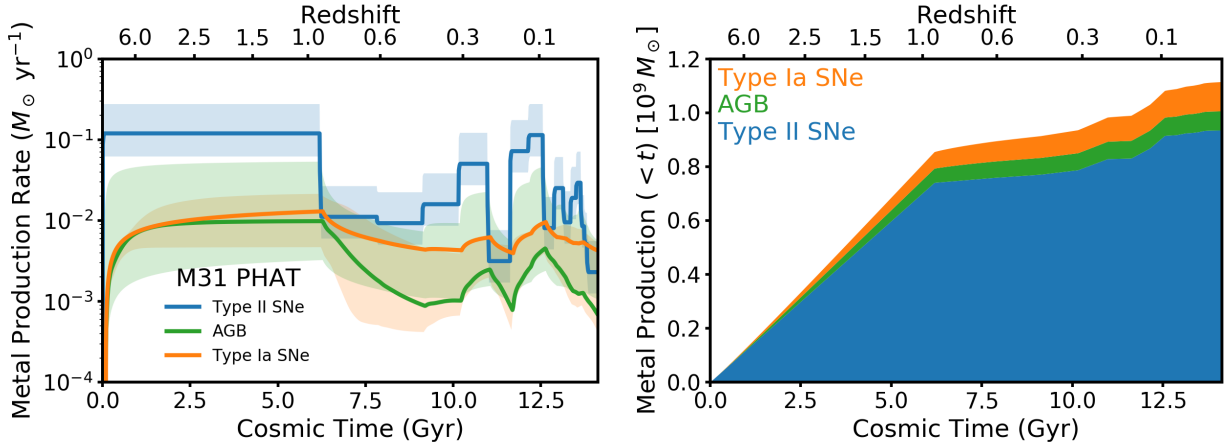 Redshift
6.0 2.5 1.5 1.0 0.6 0.3 0.1
10⁰
10⁻¹
10⁻²
10⁻³
10⁻⁴
Metal Production Rate (M⊙ yr⁻¹)
M31 PHAT
Type II SNe
AGB
Type Ia SNe
0.0 2.5 5.0 7.5 10.0 12.5
Cosmic Time (Gyr)
Redshift
6.0 2.5 1.5 1.0 0.6 0.3 0.1
1.2
1.0
0.8
0.6
0.4
0.2
0.0
Metal Production (< t) [10⁹ M⊙]
Type Ia SNe
AGB
Type II SNe
0.0 2.5 5.0 7.5 10.0 12.5
Cosmic Time (Gyr)